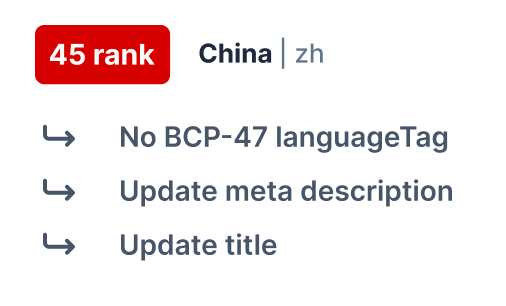 45 rank China | zh
No BCP-47 languageTag
Update meta description
Update title